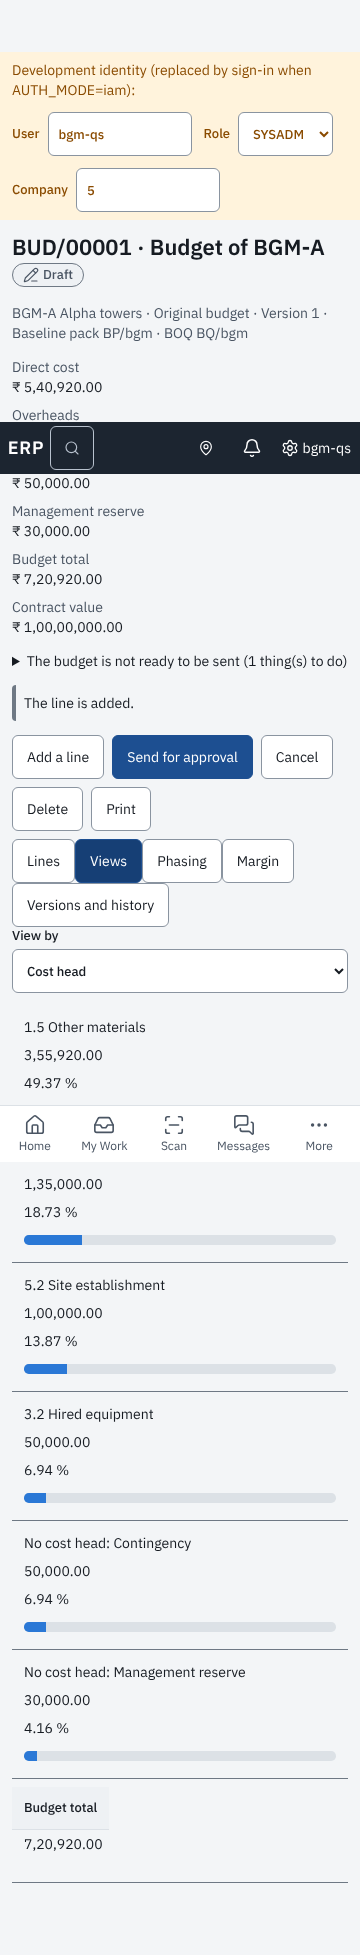 Development identity (replaced by sign-in when
AUTH_MODE=iam):
User bgm-qs Role SYSADM
Company 5
BUD/00001 · Budget of BGM-A
Draft
BGM-A Alpha towers · Original budget · Version 1 ·
Baseline pack BP/bgm · BOQ BQ/bgm
Direct cost
₹ 5,40,920.00
Overheads
ERP bgm-qs
₹ 50,000.00
Management reserve
₹ 30,000.00
Budget total
₹ 7,20,920.00
Contract value
₹ 1,00,00,000.00
The budget is not ready to be sent (1 thing(s) to do)
The line is added.
Add a line Send for approval Cancel
Delete Print
Lines Views Phasing Margin
Versions and history
View by
Cost head
1.5 Other materials
3,55,920.00
49.37 %
Home My Work Scan Messages More
1,35,000.00
18.73 %
5.2 Site establishment
1,00,000.00
13.87 %
3.2 Hired equipment
50,000.00
6.94 %
No cost head: Contingency
50,000.00
6.94 %
No cost head: Management reserve
30,000.00
4.16 %
Budget total
7,20,920.00